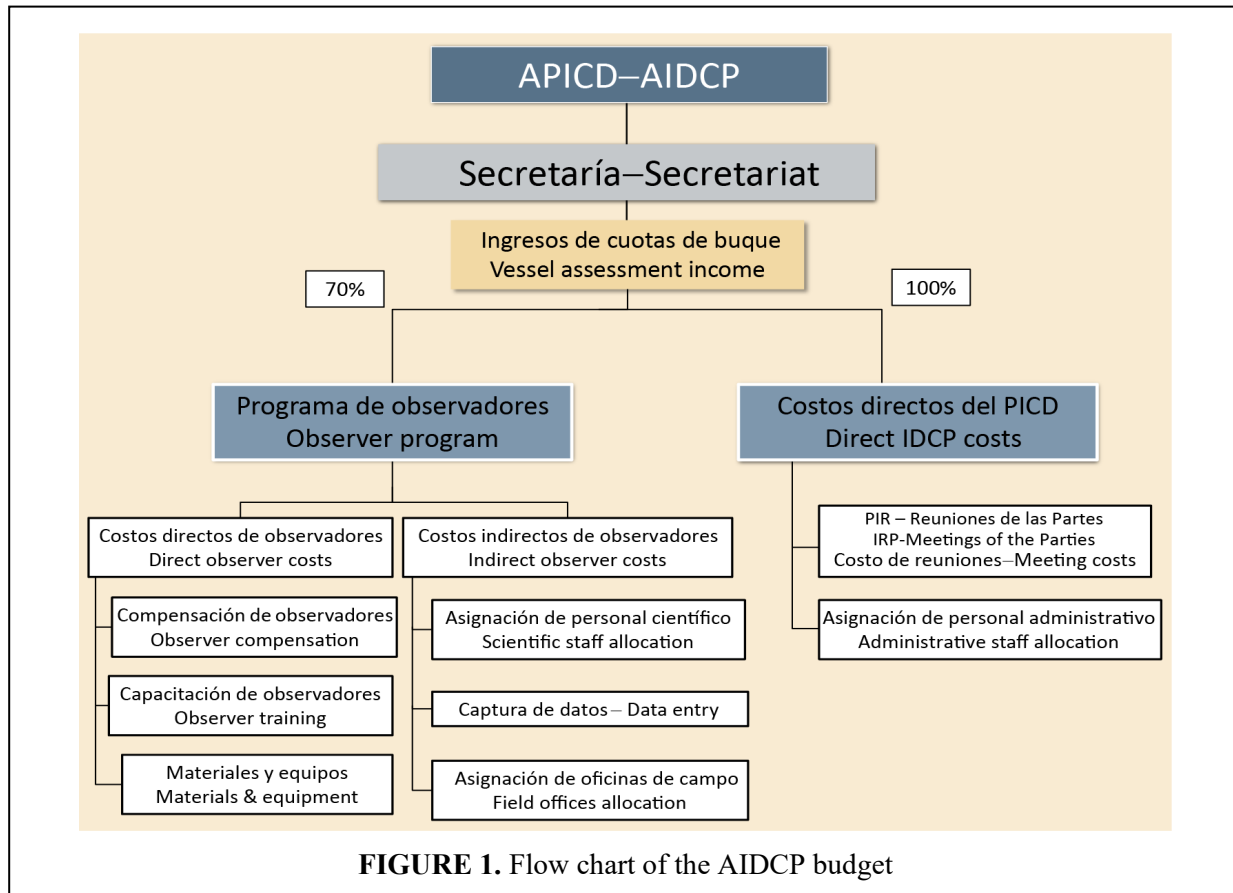 APICD–AIDCP
Secretaría–Secretariat
Ingresos de cuotas de buque
Vessel assessment income
70%
100%
Programa de observadores
Observer program
Costos directos del PICD
Direct IDCP costs
Costos directos de observadores
Direct observer costs
Costos indirectos de observadores
Indirect observer costs
PIR – Reuniones de las Partes
IRP-Meetings of the Parties
Costo de reuniones–Meeting costs
Compensación de observadores
Observer compensation
Asignación de personal científico
Scientific staff allocation
Asignación de personal administrativo
Administrative staff allocation
Capacitación de observadores
Observer training
Captura de datos – Data entry
Materiales y equipos
Materials & equipment
Asignación de oficinas de campo
Field offices allocation
FIGURE 1. Flow chart of the AIDCP budget